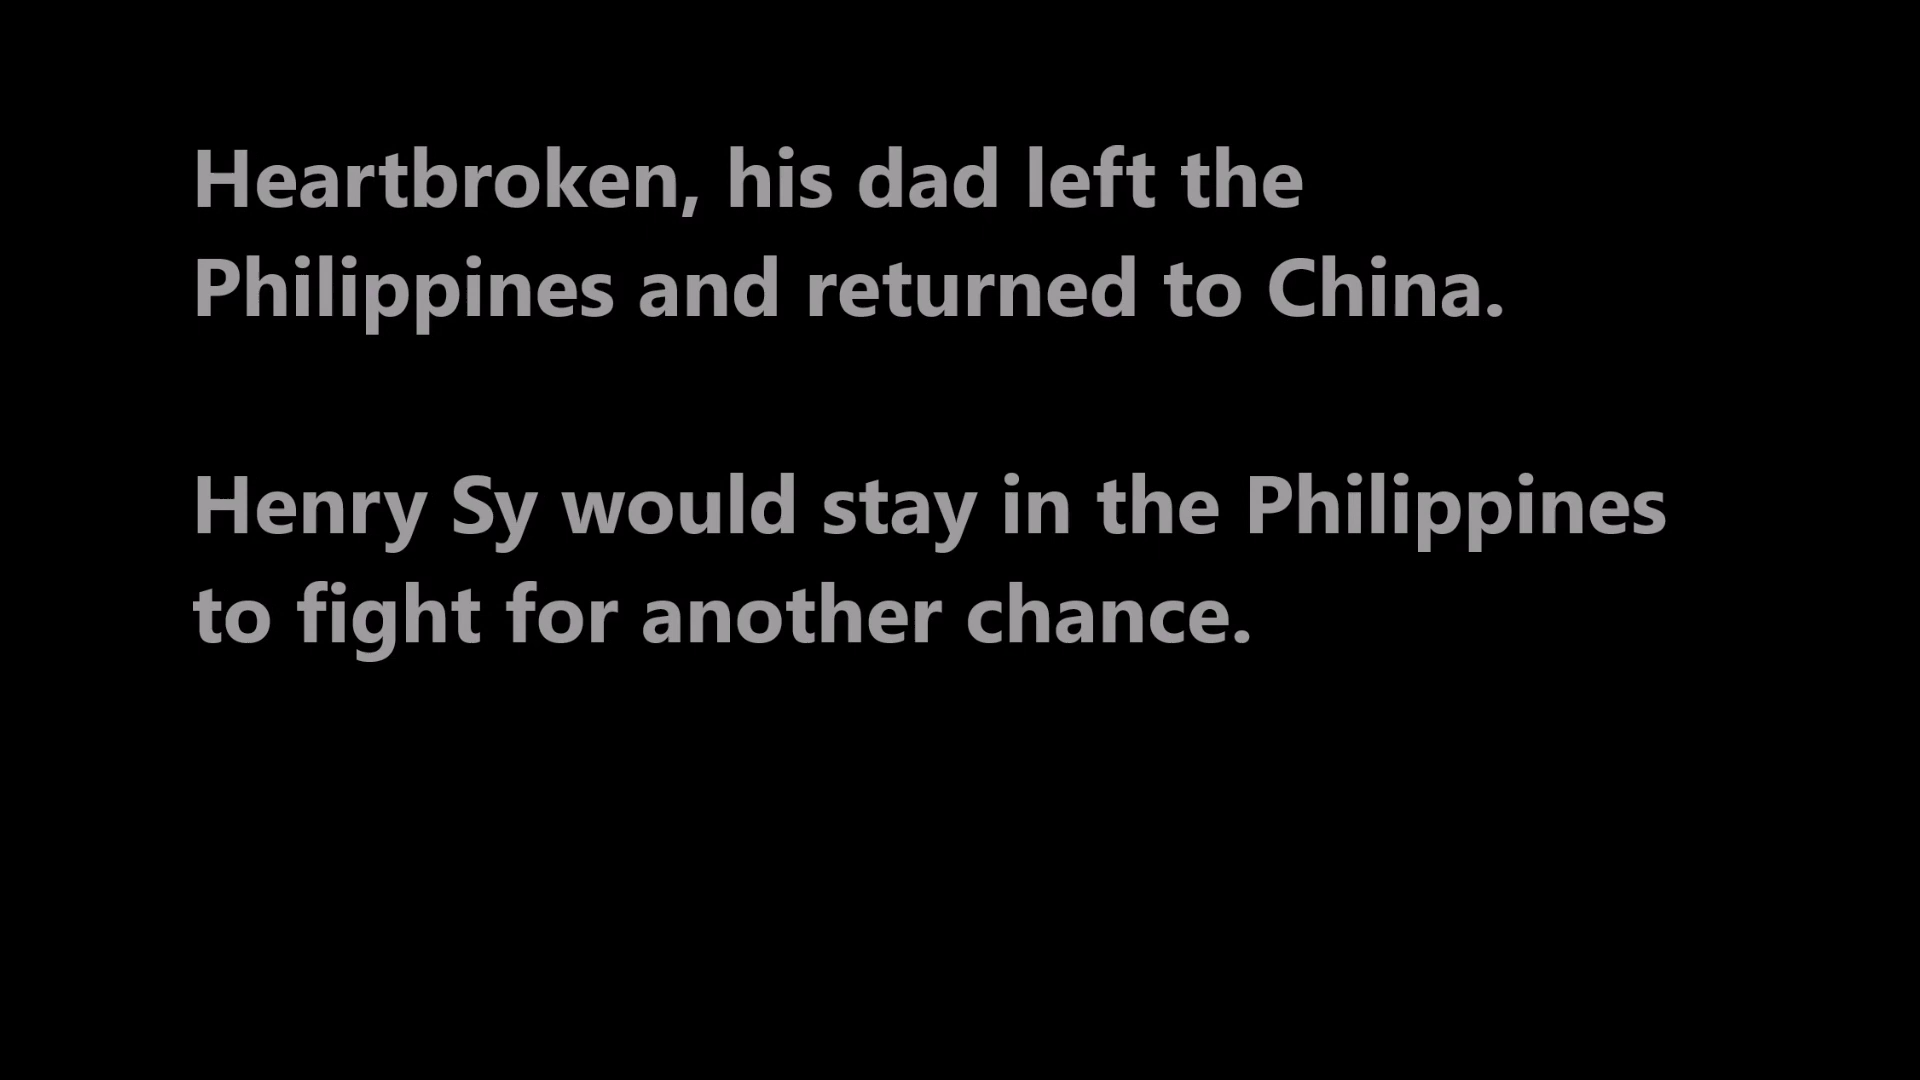 Heartbroken, his dad left the
Philippines and returned to China.
Henry Sy would stay in the Philippines
to fight for another chance.